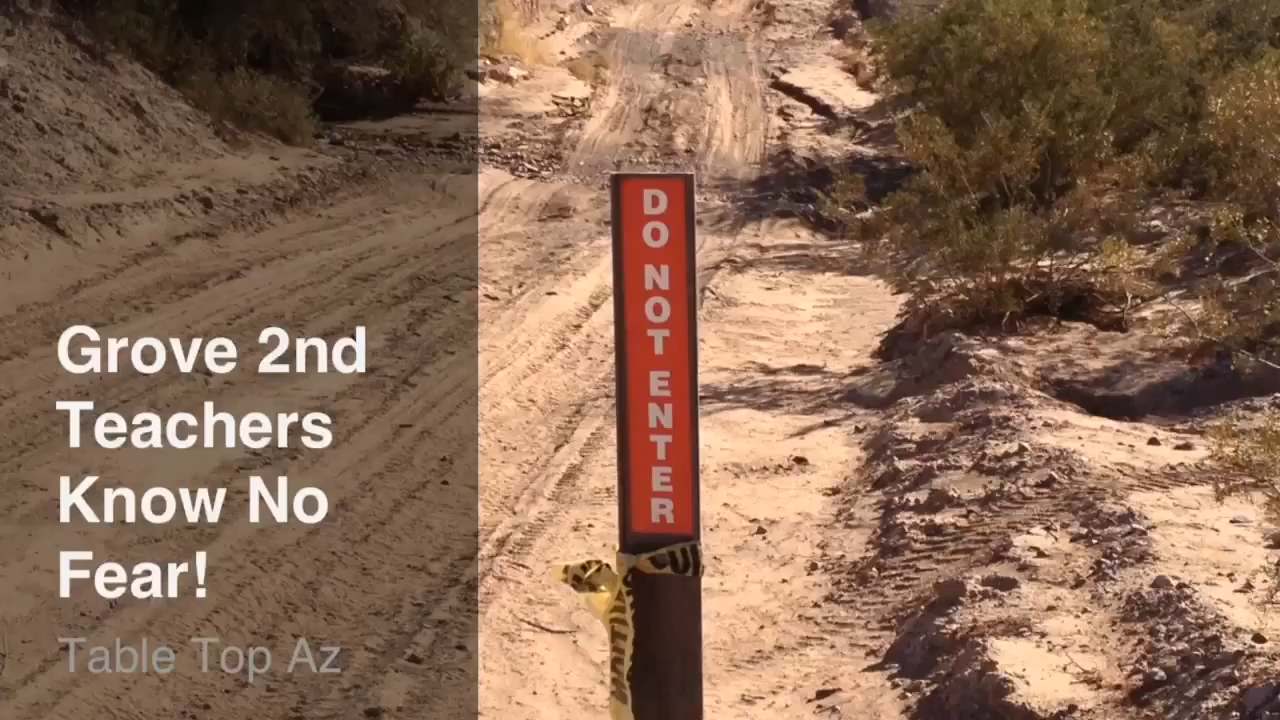 Grove 2nd
Teachers
Know No
Fear!
Table Top Az
DO NOT ENTER